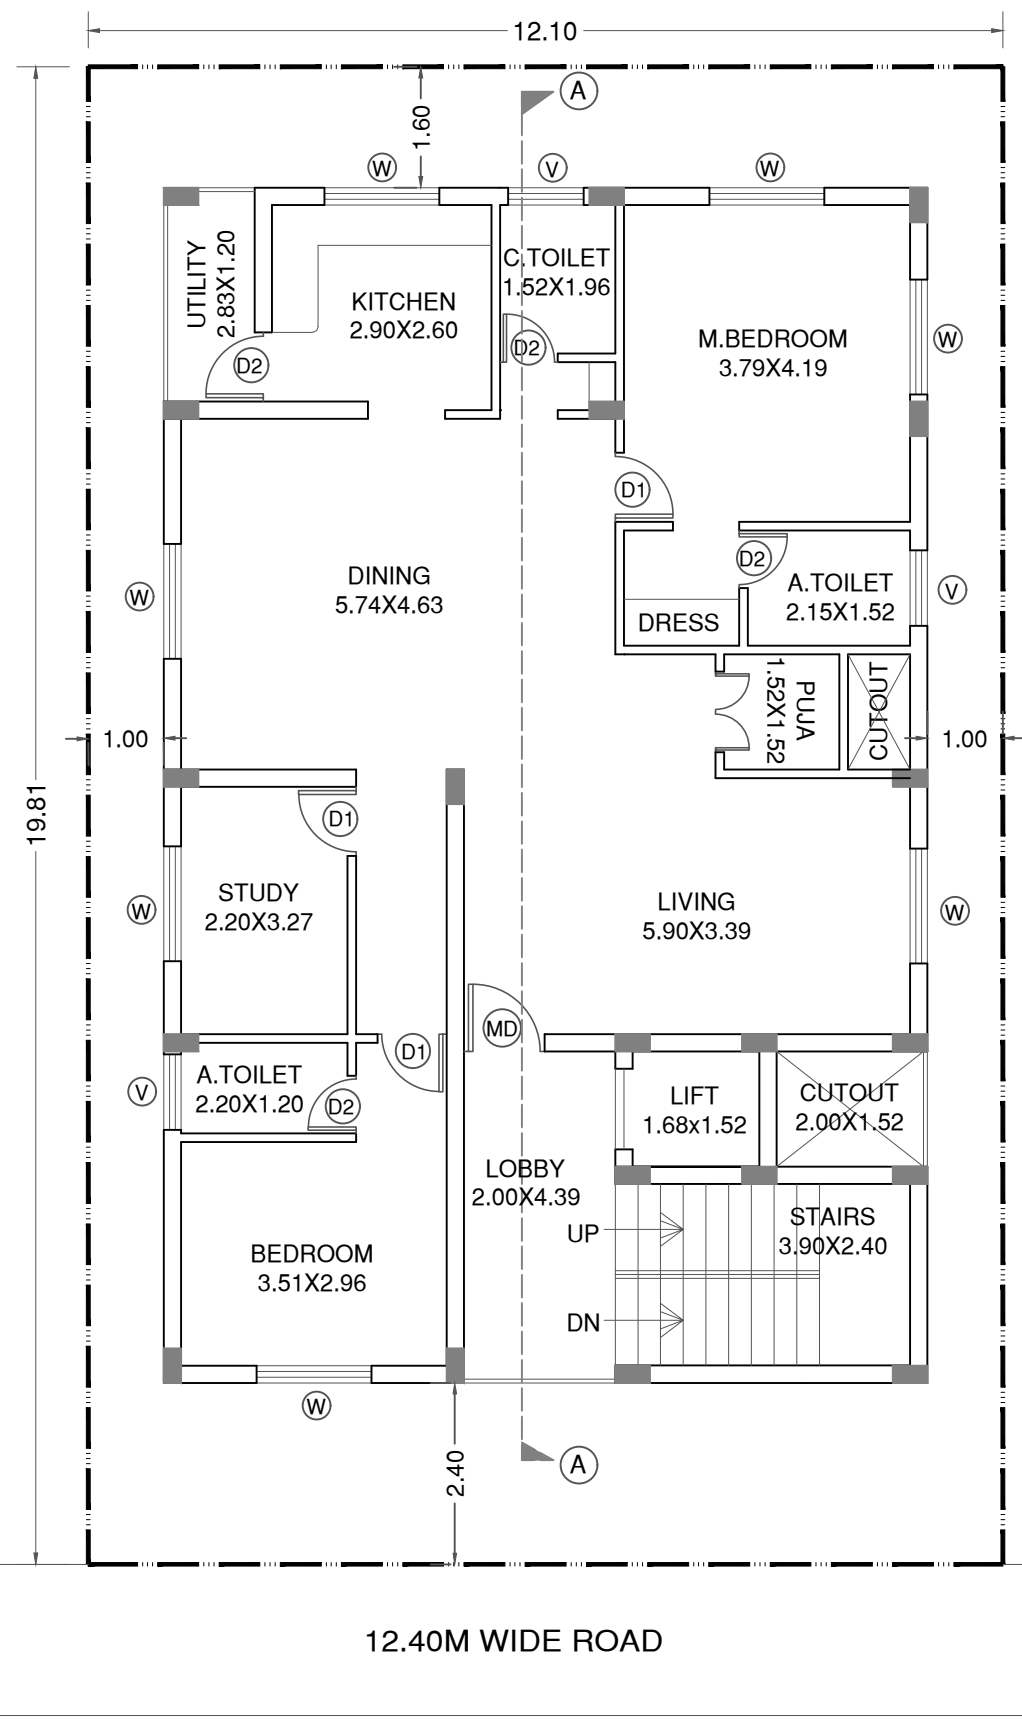 12.10
A
1.60
W
V
W
UTILITY
2.83X1.20
C.TOILET
1.52X1.96
KITCHEN
2.90X2.60
M.BEDROOM
3.79X4.19
W
D2
D2
D1
D2
DINING
5.74X4.63
W
A.TOILET
2.15X1.52
V
DRESS
PUJA
1.52X1.52
CUTOUT
1.00
1.00
19.81
D1
STUDY
2.20X3.27
W
LIVING
5.90X3.39
W
MD
D1
A.TOILET
2.20X1.20
V
D2
LIFT
1.68x1.52
CUTOUT
2.00X1.52
LOBBY
2.00X4.39
UP
STAIRS
3.90X2.40
BEDROOM
3.51X2.96
DN
W
A
2.40
12.40M WIDE ROAD